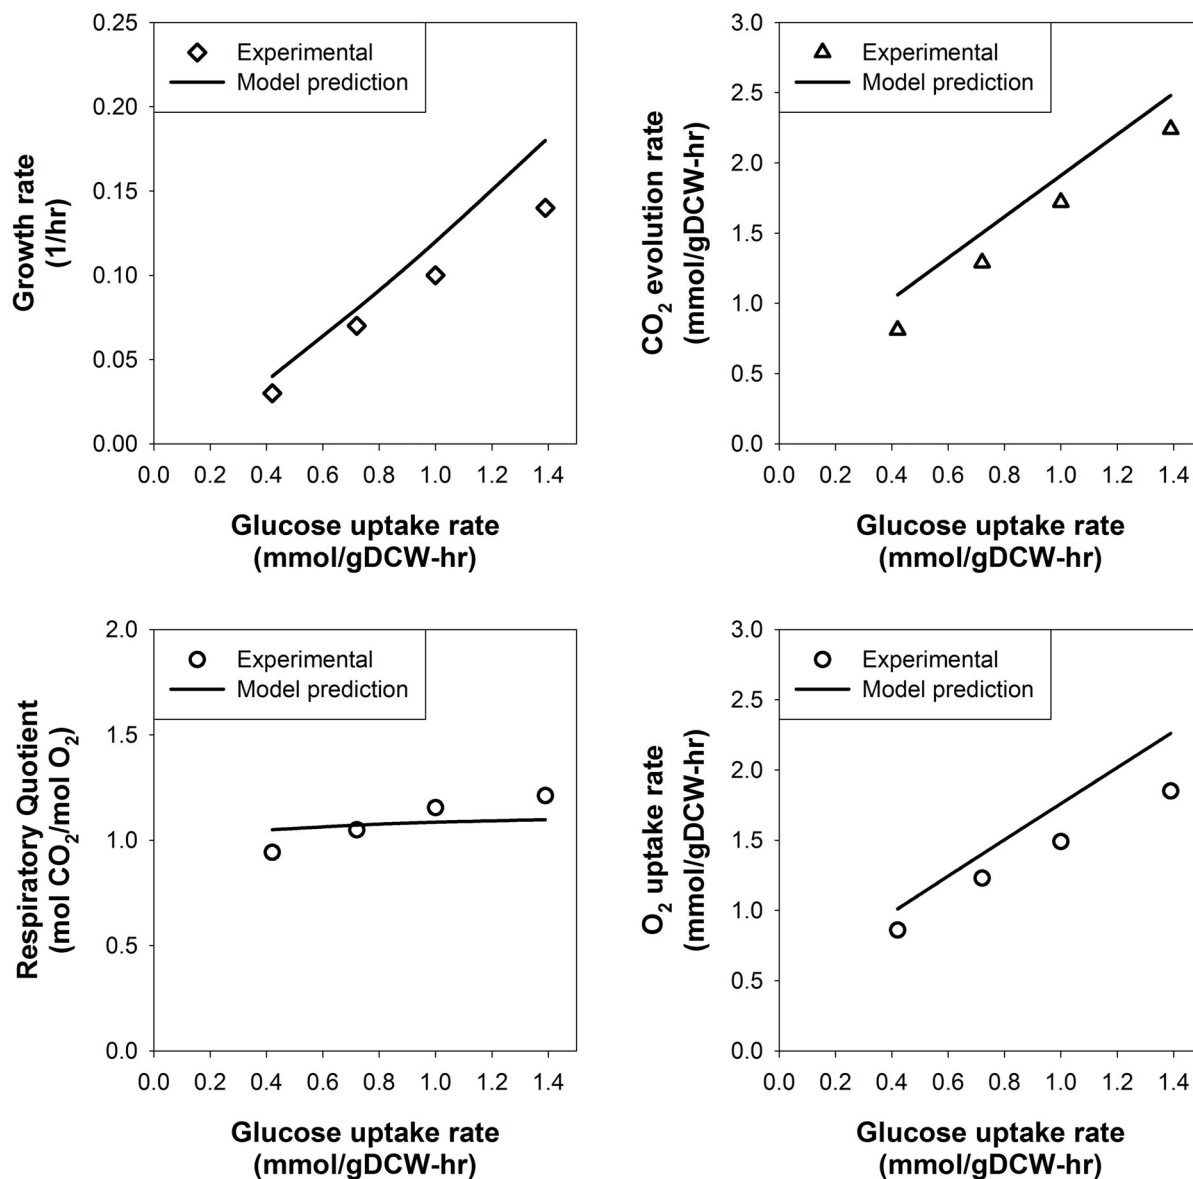 Growth rate
(1/hr)
0.25
0.20
0.15
0.10
0.05
0.00
Experimental
Model prediction
0.0 0.2 0.4 0.6 0.8 1.0 1.2 1.4
Glucose uptake rate
(mmol/gDCW-hr)
CO₂ evolution rate
(mmol/gDCW-hr)
3.0
2.5
2.0
1.5
1.0
0.5
0.0
Experimental
Model prediction
0.0 0.2 0.4 0.6 0.8 1.0 1.2 1.4
Glucose uptake rate
(mmol/gDCW-hr)
Respiratory Quotient
(mol CO₂/mol O₂)
2.0
1.5
1.0
0.5
0.0
Experimental
Model prediction
0.0 0.2 0.4 0.6 0.8 1.0 1.2 1.4
Glucose uptake rate
(mmol/gDCW-hr)
O₂ uptake rate
(mmol/gDCW-hr)
3.0
2.5
2.0
1.5
1.0
0.5
0.0
Experimental
Model prediction
0.0 0.2 0.4 0.6 0.8 1.0 1.2 1.4
Glucose uptake rate
(mmol/gDCW-hr)